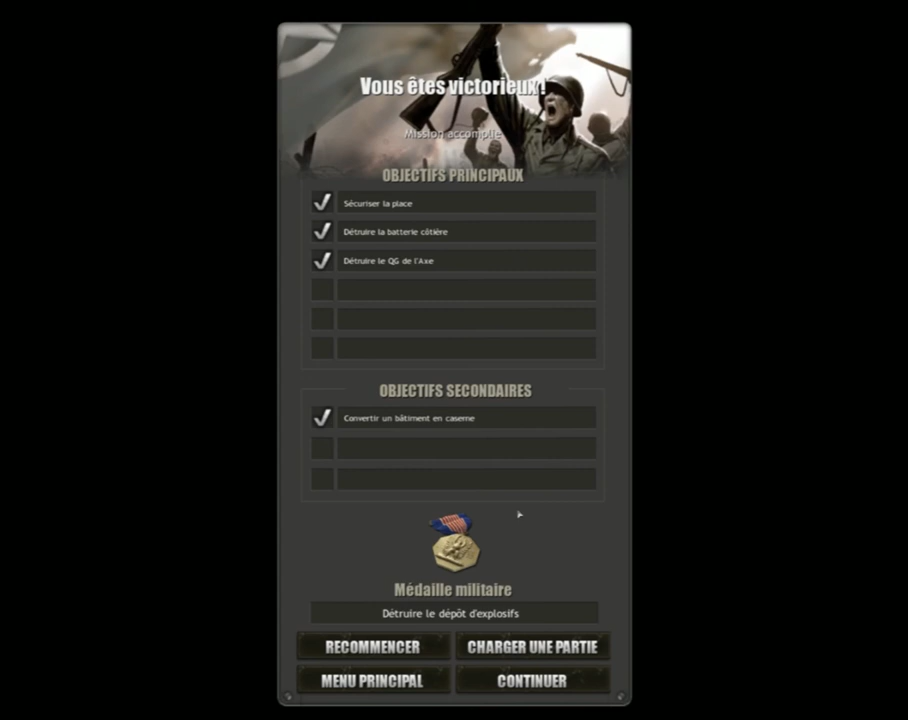 Vous êtes victorieux !
Mission accomplie
OBJECTIFS PRINCIPAUX
Sécuriser la place
Détruire la batterie côtière
Détruire le QG de l'Axe
OBJECTIFS SECONDAIRES
Convertir un bâtiment en caserne
Médaille militaire
Détruire le dépôt d'explosifs
RECOMMENCER
CHARGER UNE PARTIE
MENU PRINCIPAL
CONTINUER